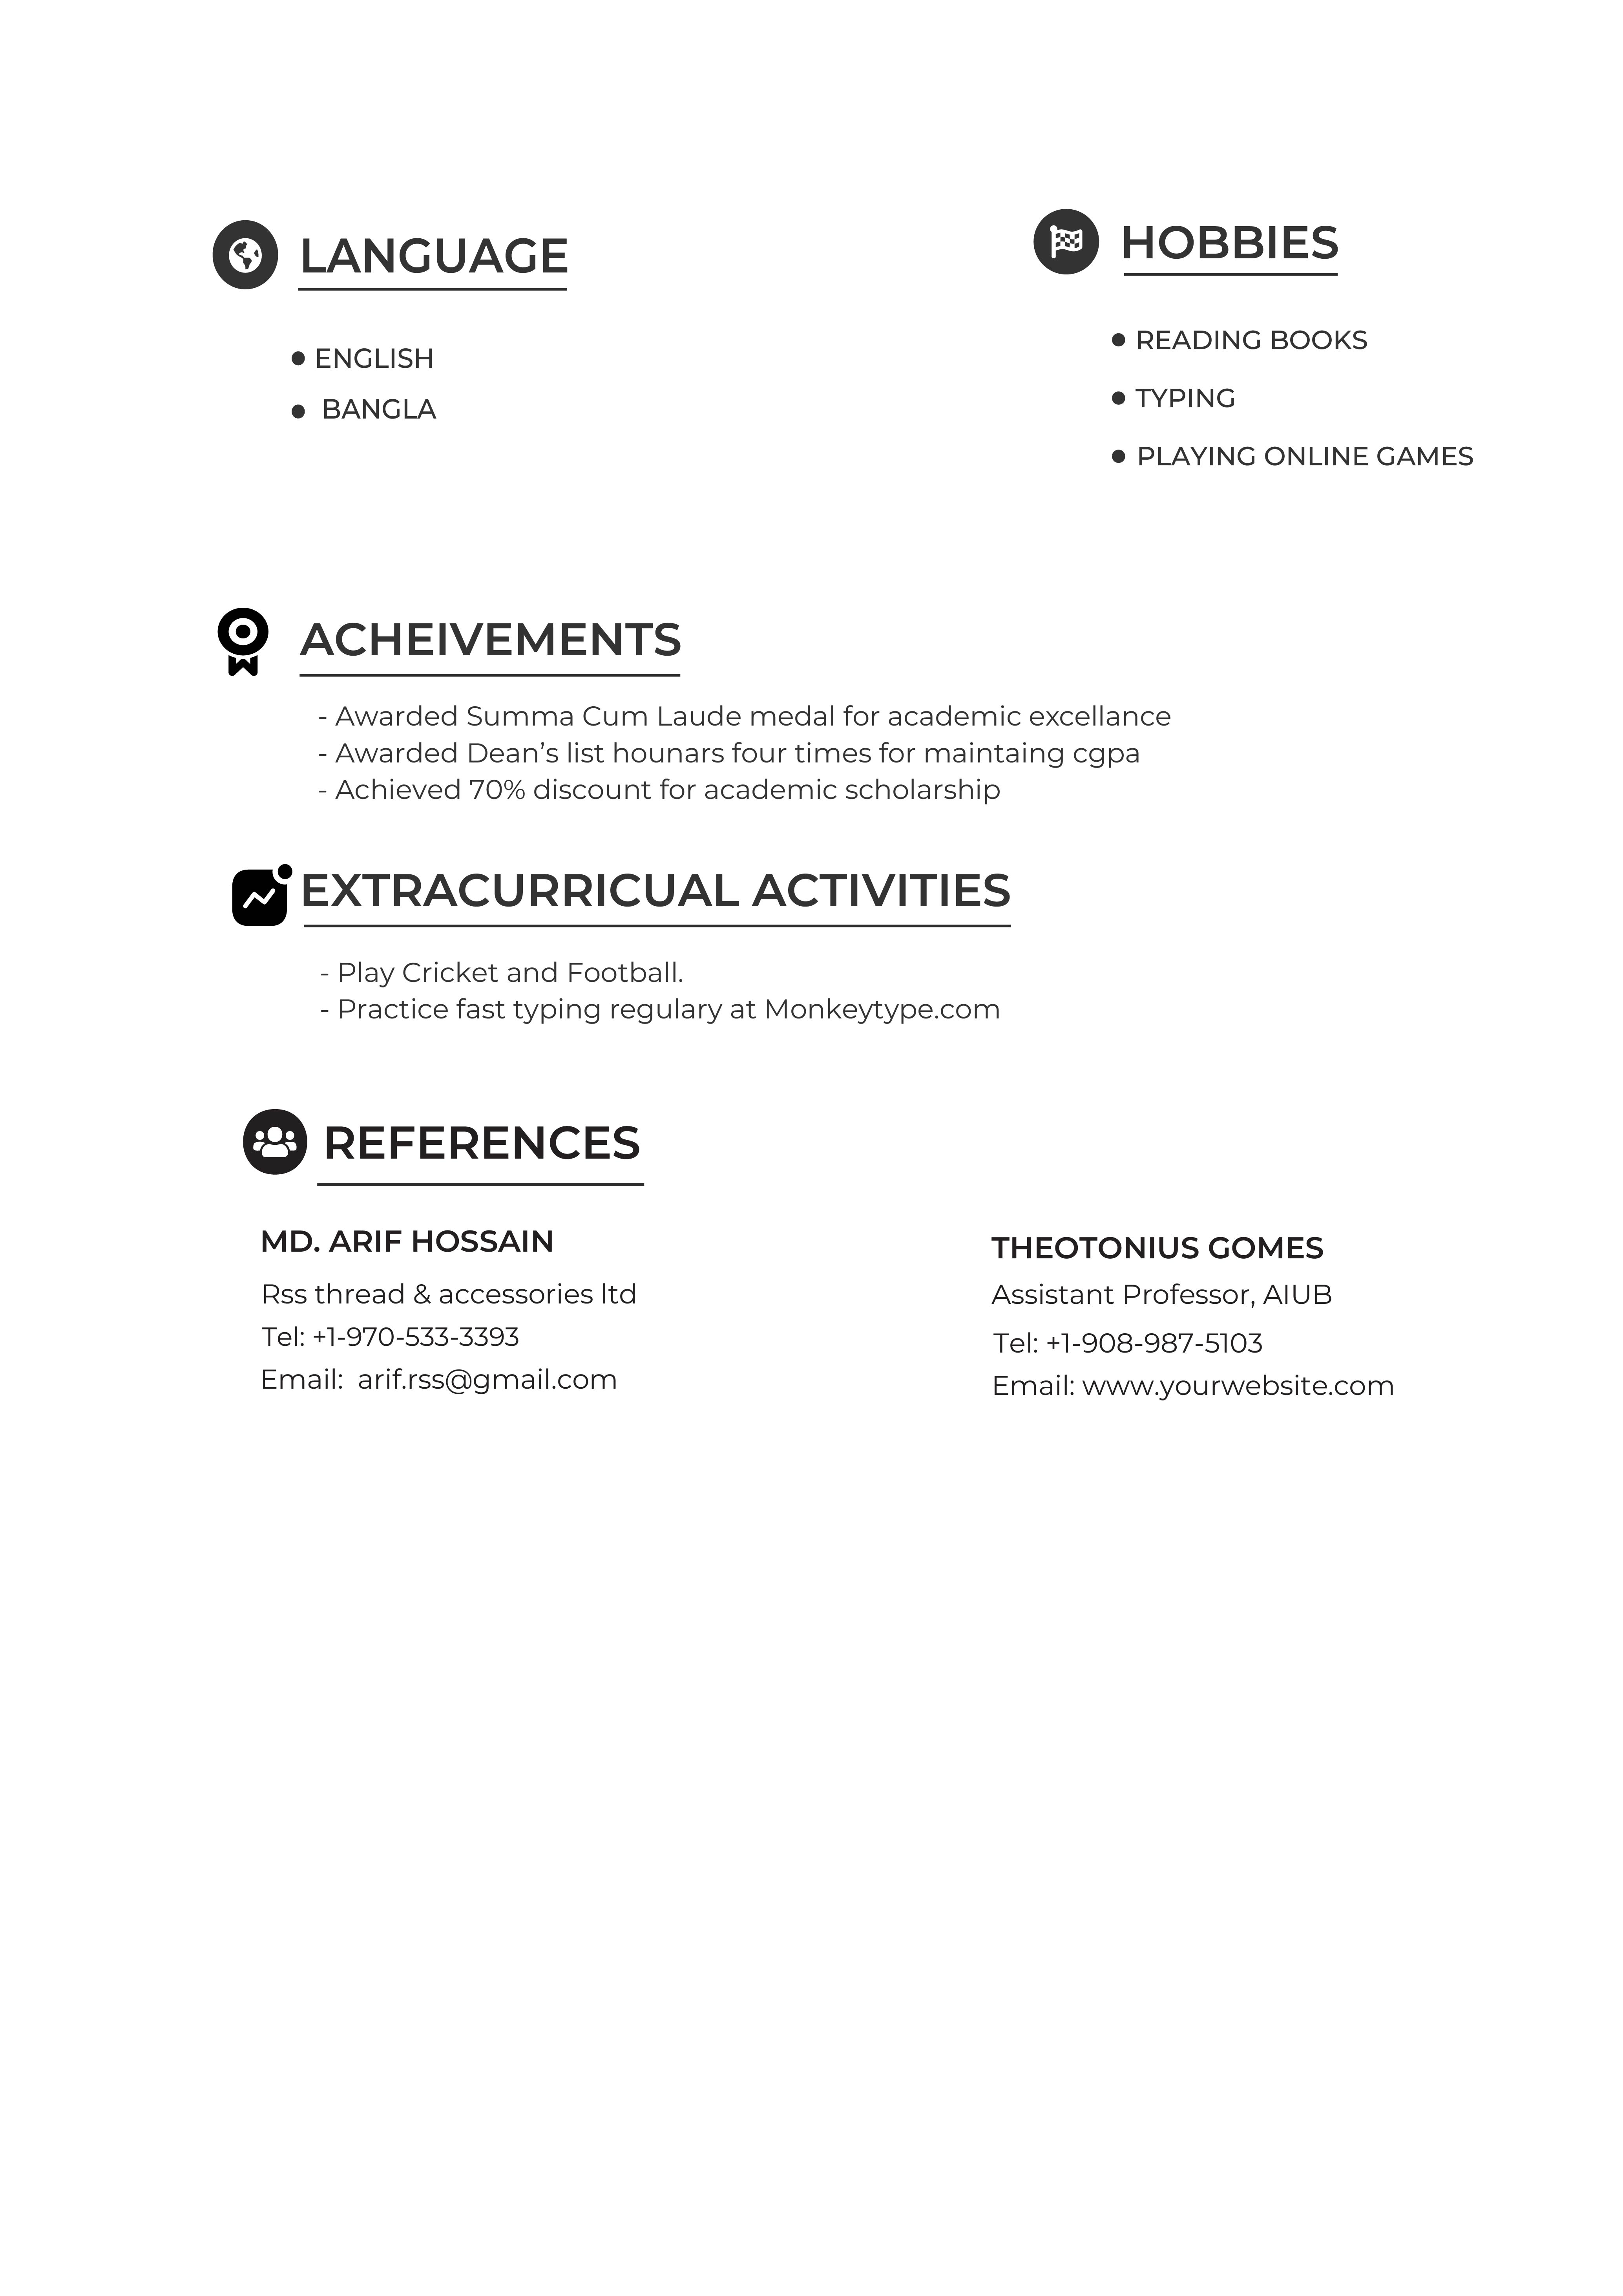 LANGUAGE
ENGLISH
BANGLA
HOBBIES
READING BOOKS
TYPING
PLAYING ONLINE GAMES
ACHEIVEMENTS
- Awarded Summa Cum Laude medal for academic excellance
- Awarded Dean’s list hounars four times for maintaing cgpa
- Achieved 70% discount for academic scholarship
EXTRACURRICUAL ACTIVITIES
- Play Cricket and Football.
- Practice fast typing regulary at Monkeytype.com
REFERENCES
MD. ARIF HOSSAIN
Rss thread & accessories ltd
Tel: +1-970-533-3393
Email: arif.rss@gmail.com
THEOTONIUS GOMES
Assistant Professor, AIUB
Tel: +1-908-987-5103
Email: www.yourwebsite.com